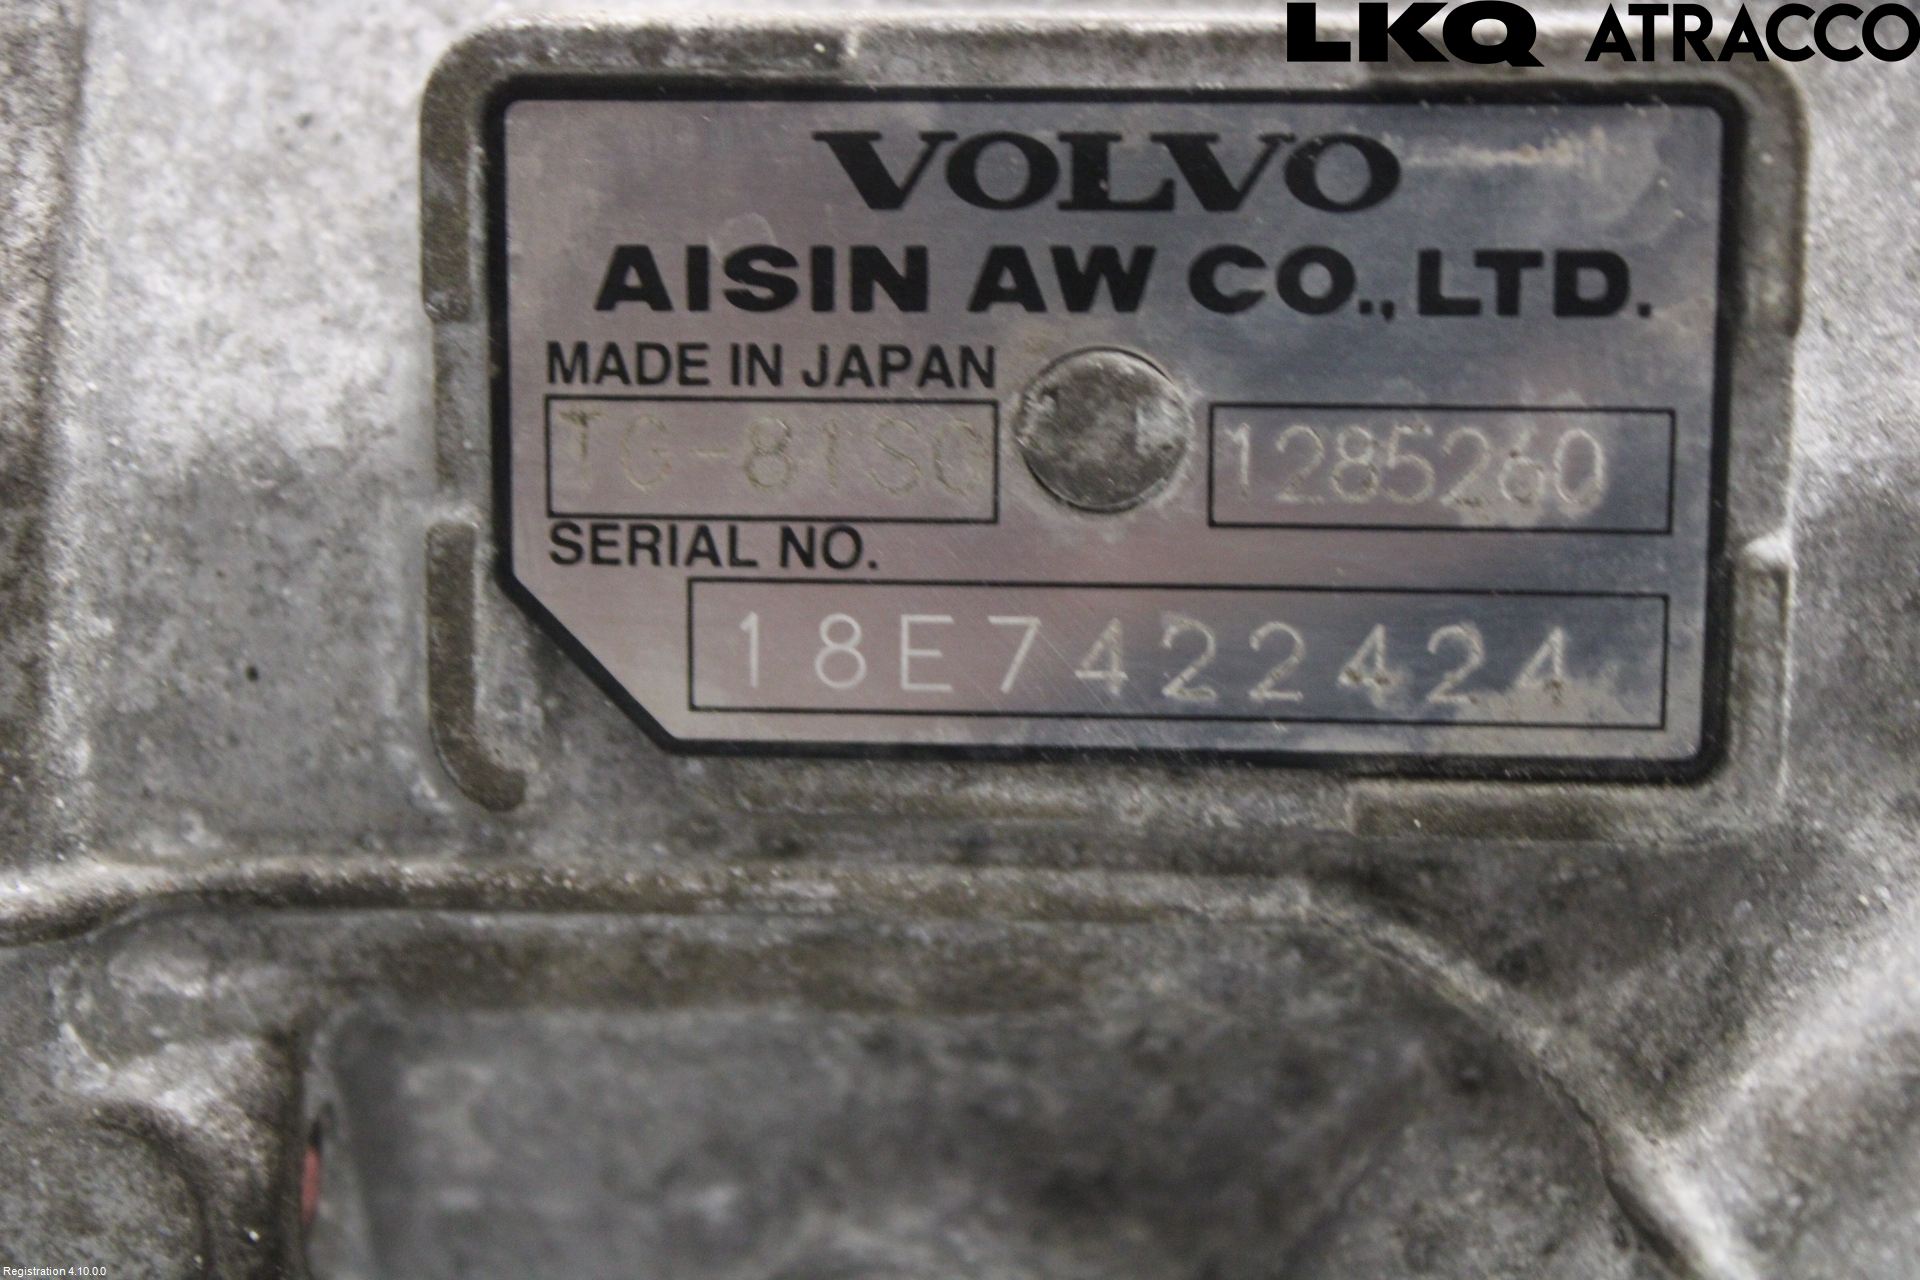 LKQ ATRACCO
VOLVO
AISIN AW CO., LTD.
MADE IN JAPAN
TG-81SC 1285260
SERIAL NO.
18E7422424
Registration 4.10.0.0